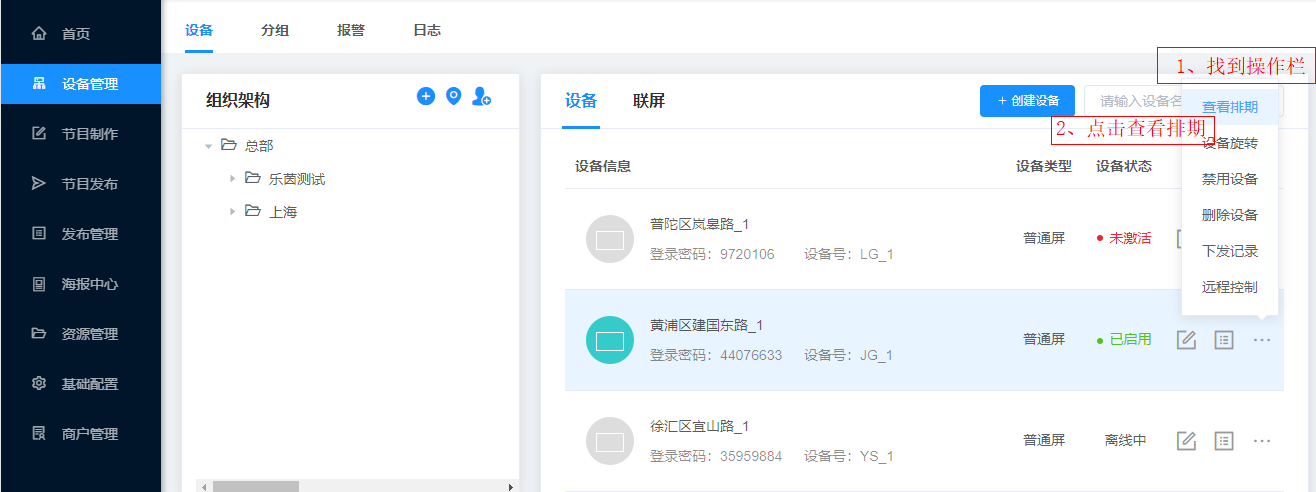 首页
设备管理
节目制作
节目发布
发布管理
海报中心
资源管理
基础配置
商户管理
设备 分组 报警 日志
组织架构
总部
乐茵测试
上海
设备 联屏
+ 创建设备
请输入设备名
1、找到操作栏
2、点击查看排期
查看排期
设备旋转
禁用设备
删除设备
下发记录
远程控制
设备信息 设备类型 设备状态
普陀区岚皋路_1
登录密码：9720106 设备号：LG_1
普通屏 未激活
黄浦区建国东路_1
登录密码：44076633 设备号：JG_1
普通屏 已启用
徐汇区宜山路_1
登录密码：35959884 设备号：YS_1
普通屏 离线中